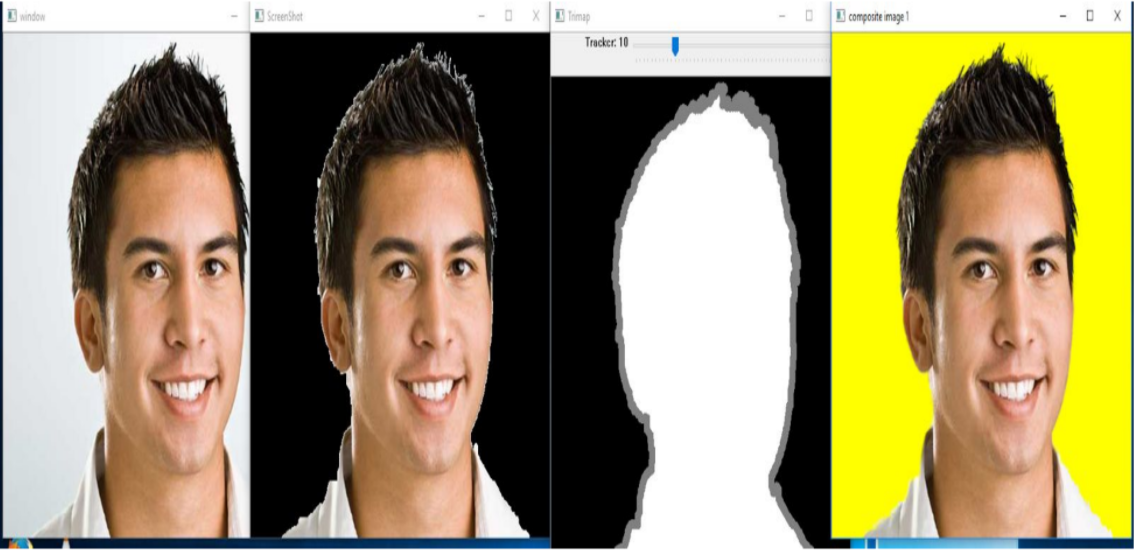 window
ScreenShot
Trimap
composite image 1
Tracker: 10